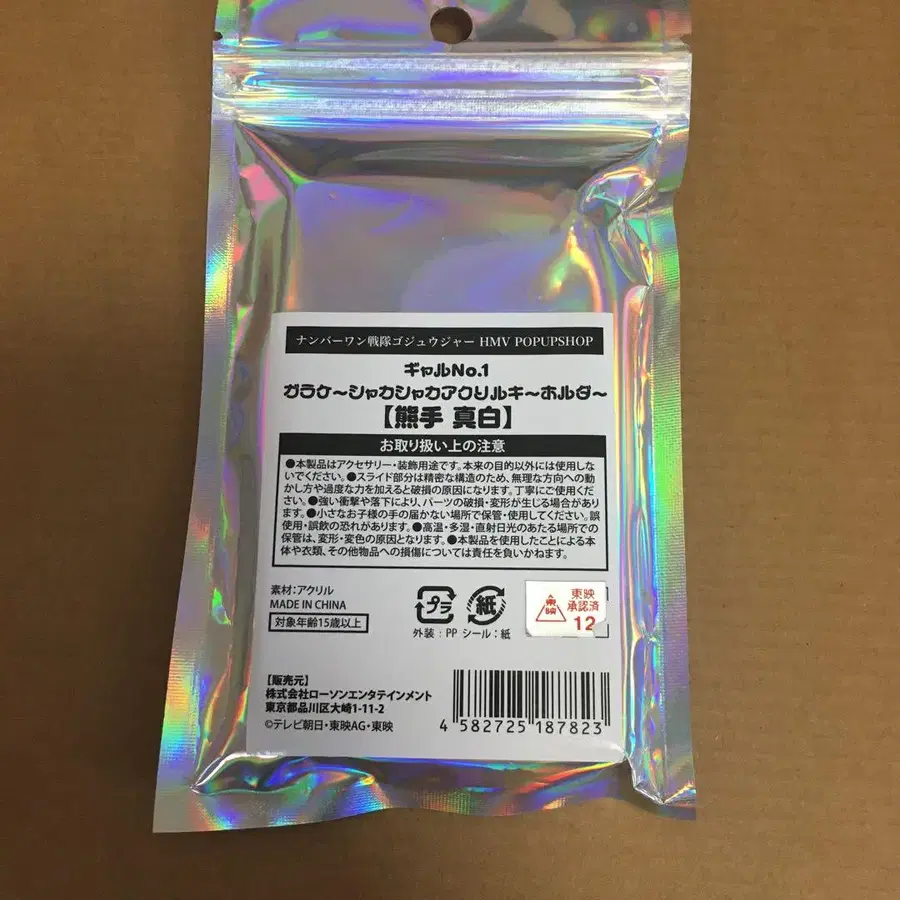 ナンバーワン戦隊ゴジュウジャー HMV POPUPSHOP
ギャルNo.1
ガラケ〜シャカシャカアクリルキ〜ホルダ〜
【熊手 真白】
お取り扱い上の注意
●本製品はアクセサリー・装飾用途です。本来の目的以外には使用しな
いでください。●スライド部分は精密な構造のため、無理な方向への動
かし方や過度な力を加えると破損の原因になります。丁寧にご使用くだ
さい。●強い衝撃や落下により、パーツの破損・変形が生じる場合があり
ます。●小さなお子様の手の届かない場所で保管・使用してください。誤
使用・誤飲の恐れがあります。●高温・多湿・直射日光のあたる場所での
保管は、変形・変色の原因となります。●本製品を使用したことによる本
体や衣類、その他物品への損傷については責任を負いかねます。
素材:アクリル
MADE IN CHINA
対象年齢15歳以上
プラ
紙
外装:PP シール:紙
東映
東映
承認済
12
【販売元】
株式会社ローソンエンタテインメント
東京都品川区大崎1-11-2
©テレビ朝日・東映AG・東映
4 582725 187823